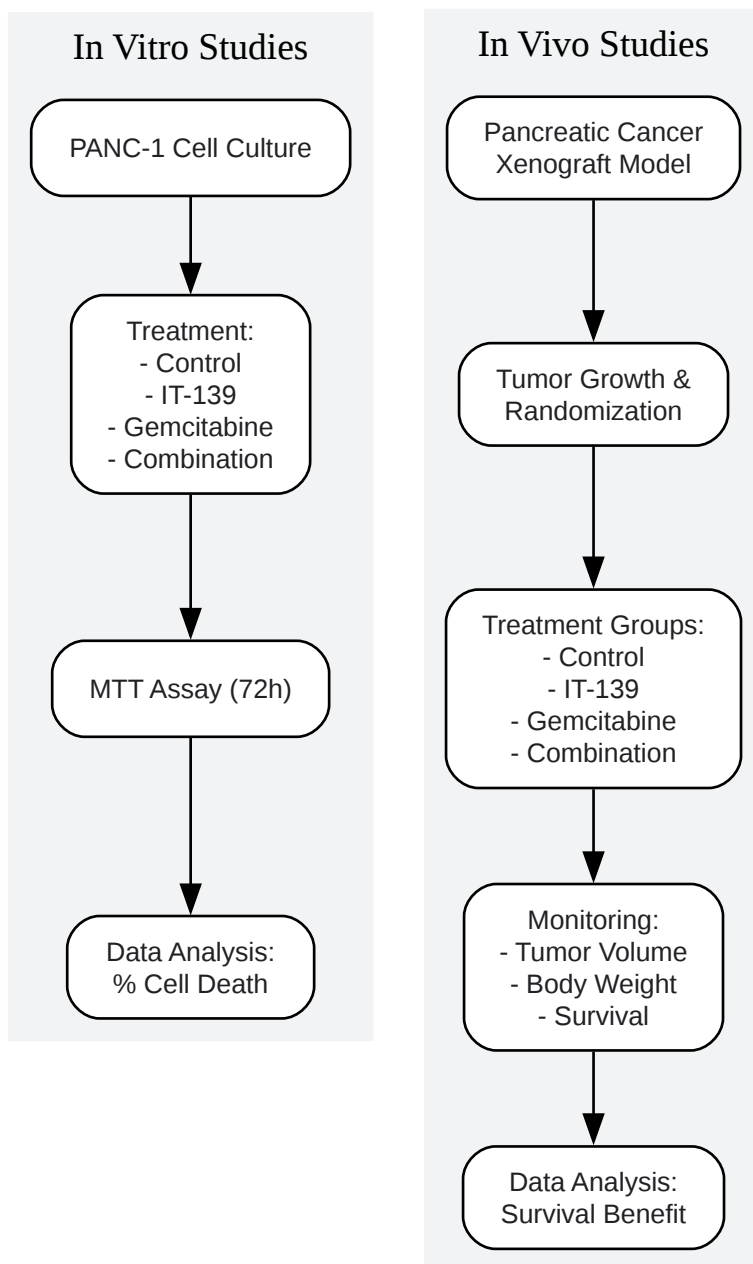 In Vitro Studies
PANC-1 Cell Culture
Treatment:
- Control
- IT-139
- Gemcitabine
- Combination
MTT Assay (72h)
Data Analysis:
% Cell Death
In Vivo Studies
Pancreatic Cancer
Xenograft Model
Tumor Growth &
Randomization
Treatment Groups:
- Control
- IT-139
- Gemcitabine
- Combination
Monitoring:
- Tumor Volume
- Body Weight
- Survival
Data Analysis:
Survival Benefit